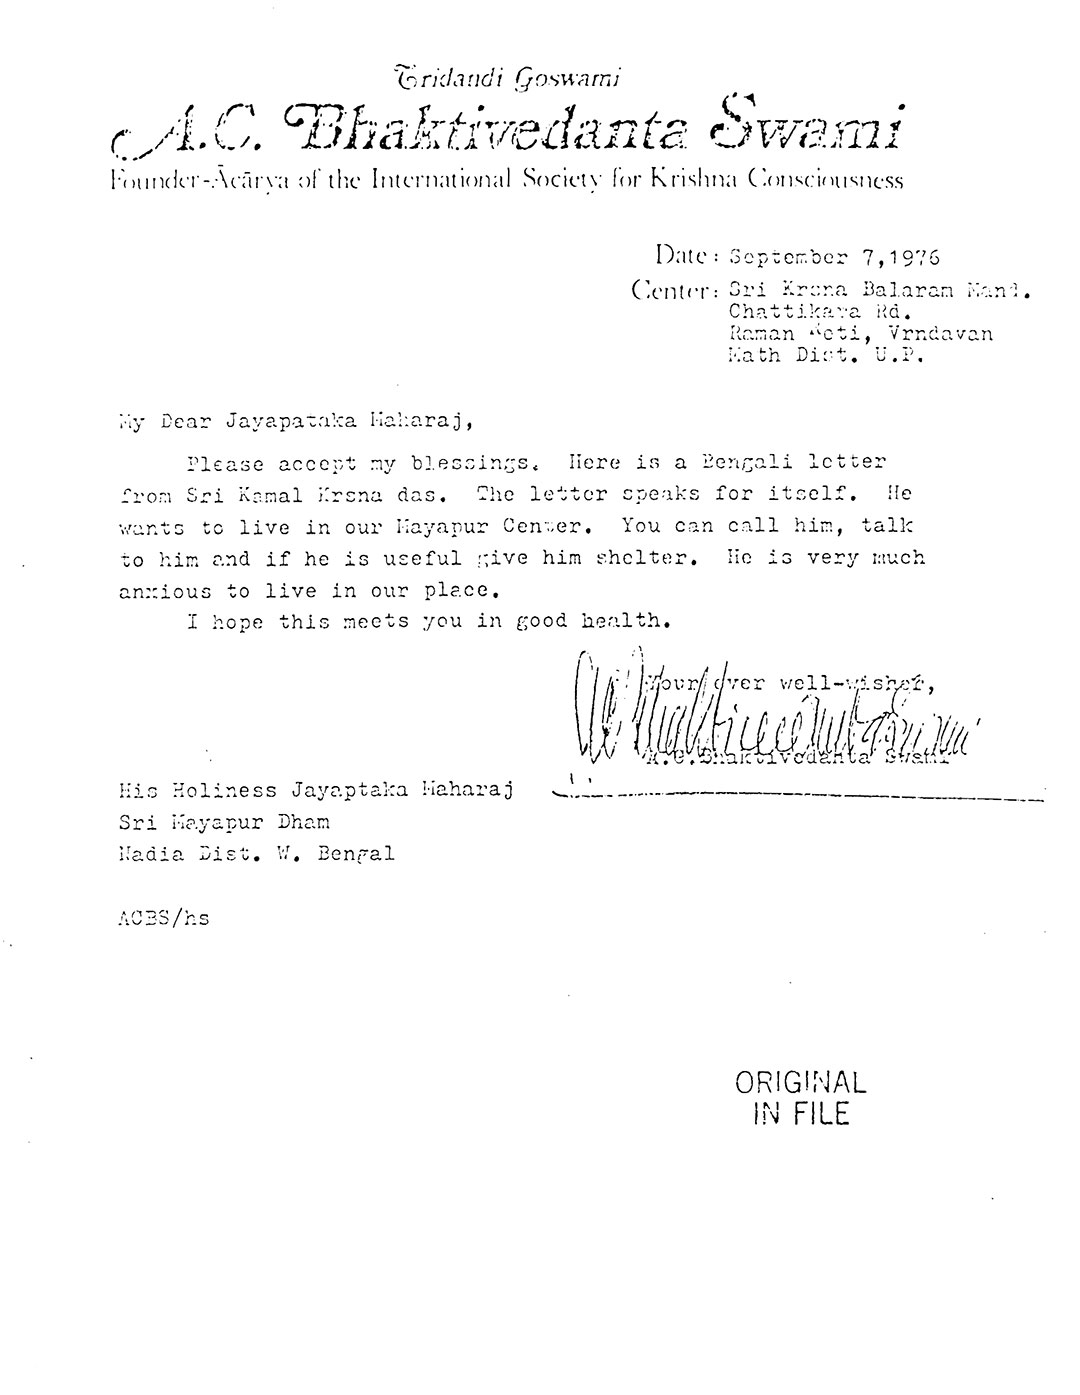 Tridandi Goswami
A.C. Bhaktivedanta Swami
Founder-Ācārya of the International Society for Krishna Consciousness
Date: September 7,1976
Center: Sri Krsna Balaram Mand.
Chattikara Rd.
Raman Reti, Vrndavan
Math Dist. U.P.
My Dear Jayapataka Maharaj,
Please accept my blessings. Here is a Bengali letter
from Sri Kamal Krsna das. The letter speaks for itself. He
wants to live in our Mayapur Center. You can call him, talk
to him and if he is useful give him shelter. He is very much
anxious to live in our place.
I hope this meets you in good health.
Your ever well-wisher,
A.C. Bhaktivedanta Swami
A.C.Bhaktivedanta Swami
His Holiness Jayaptaka Maharaj
Sri Mayapur Dham
Nadia Dist. W. Bengal
ACBS/hs
ORIGINAL
IN FILE